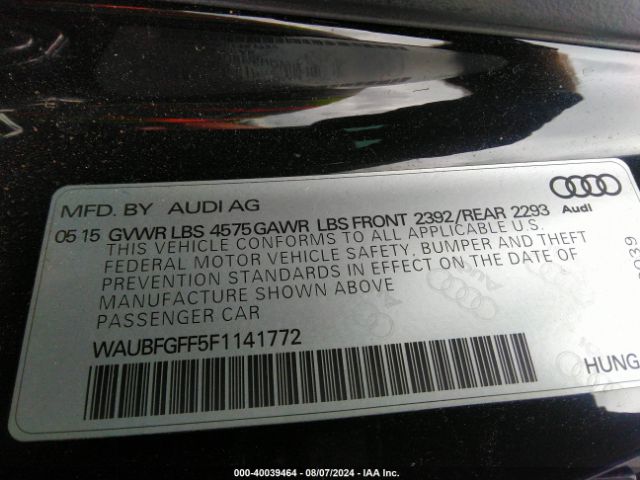 MFD. BY AUDI AG
05 15 GVWR LBS 4575 GAWR LBS FRONT 2392/REAR 2293
Audi
THIS VEHICLE CONFORMS TO ALL APPLICABLE U.S.
FEDERAL MOTOR VEHICLE SAFETY, BUMPER AND THEFT
PREVENTION STANDARDS IN EFFECT ON THE DATE OF
MANUFACTURE SHOWN ABOVE
PASSENGER CAR
WAUBFGFF5F1141772
HUNG
000-40039464 - 08/07/2024 - IAA Inc.